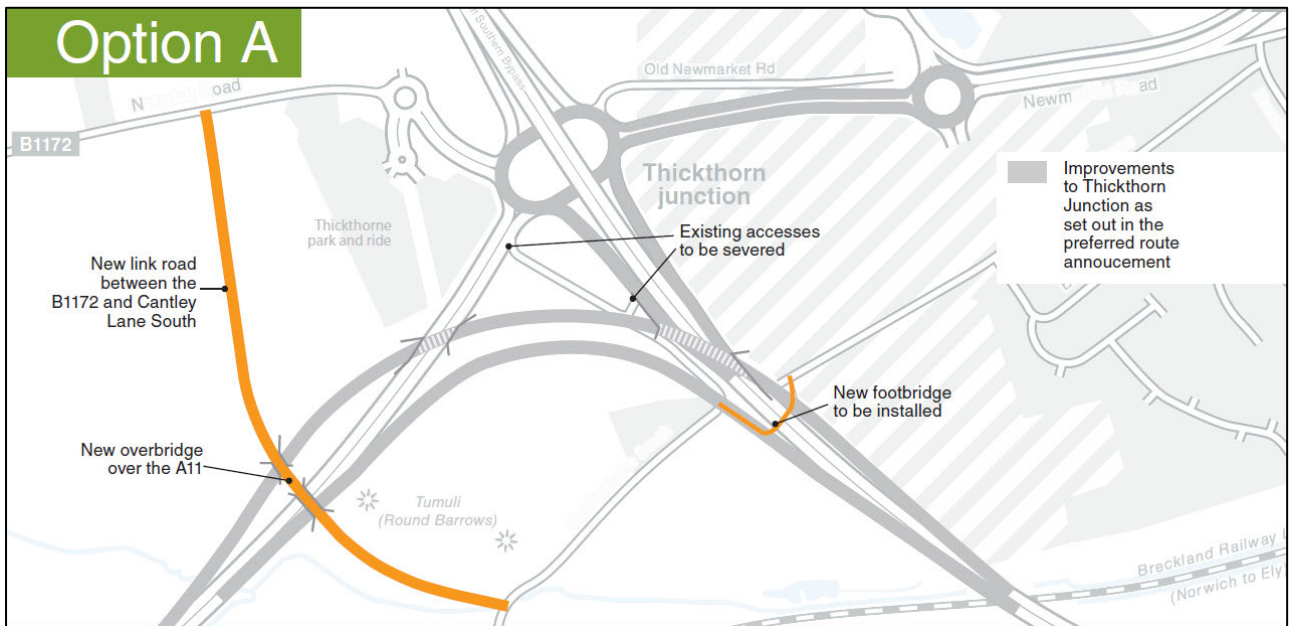 Option A
Southern Bypass
Old Newmarket Rd
B1172
Thickthorn
junction
Thickthorne
park and ride
Existing accesses
to be severed
Improvements
to Thickthorn
Junction as
set out in the
preferred route
annoucement
New link road
between the
B1172 and Cantley
Lane South
New overbridge
over the A11
New footbridge
to be installed
Tumuli
(Round Barrows)
Breckland Railway
(Norwich to Ely)